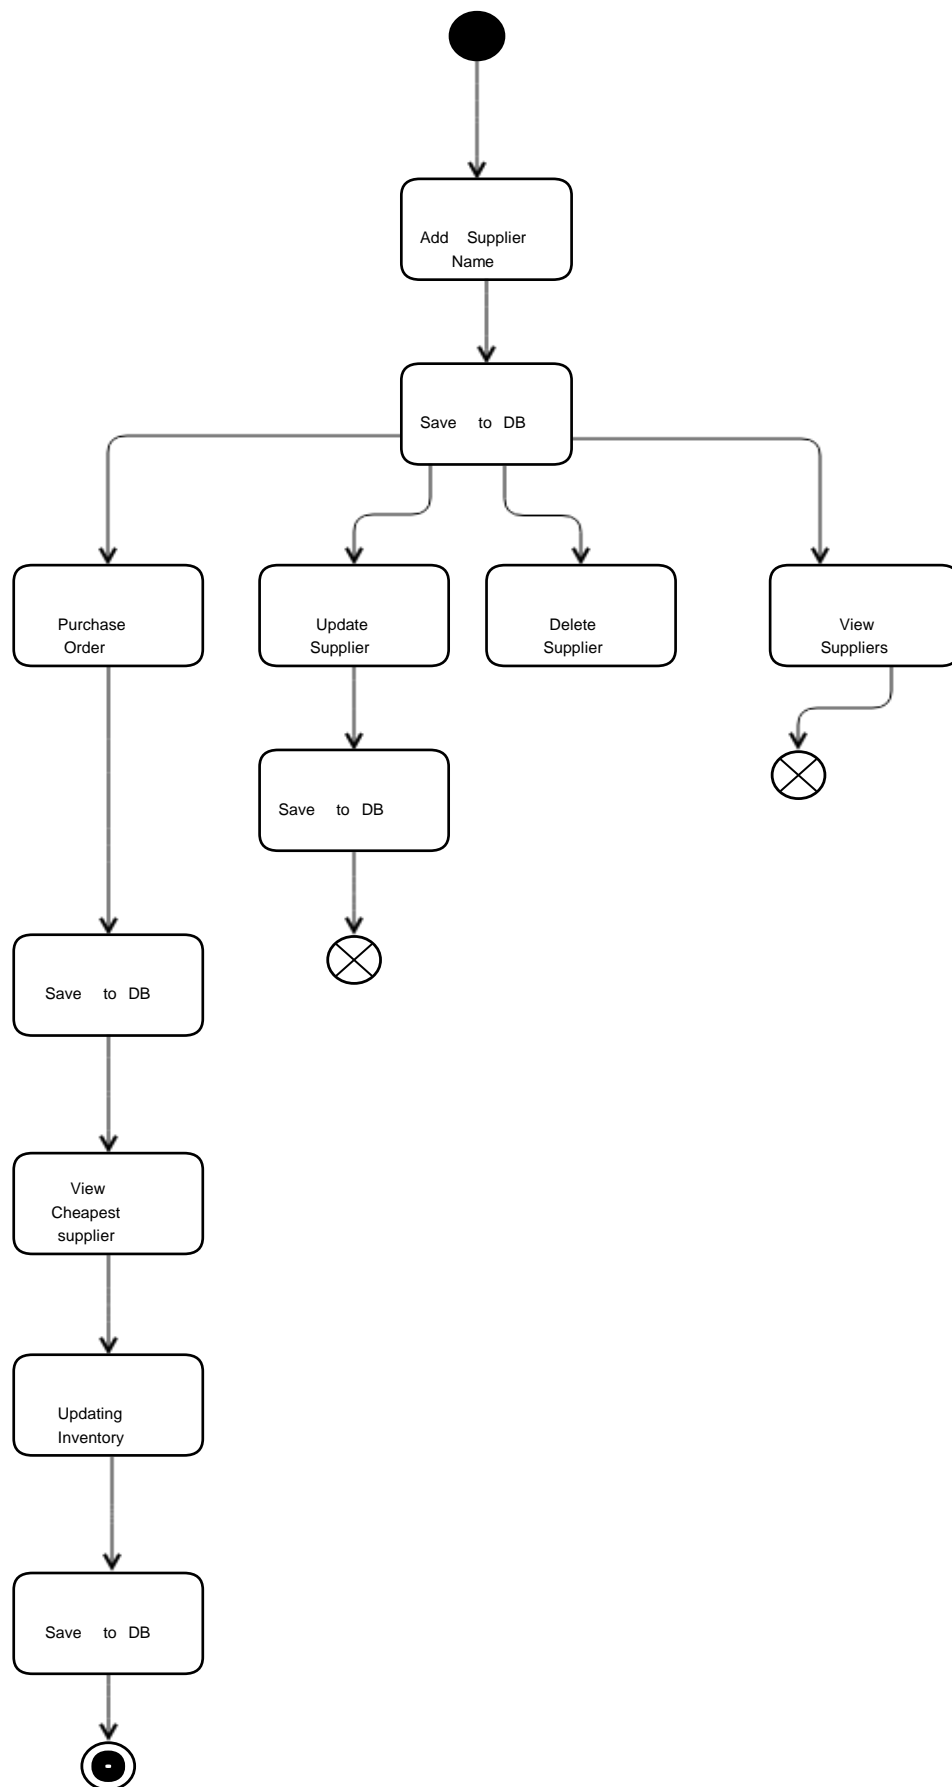 Add Supplier
Name
Save to DB
Purchase
Order
Update
Supplier
Delete
Supplier
View
Suppliers
Save to DB
Save to DB
View
Cheapest
supplier
Updating
Inventory
Save to DB